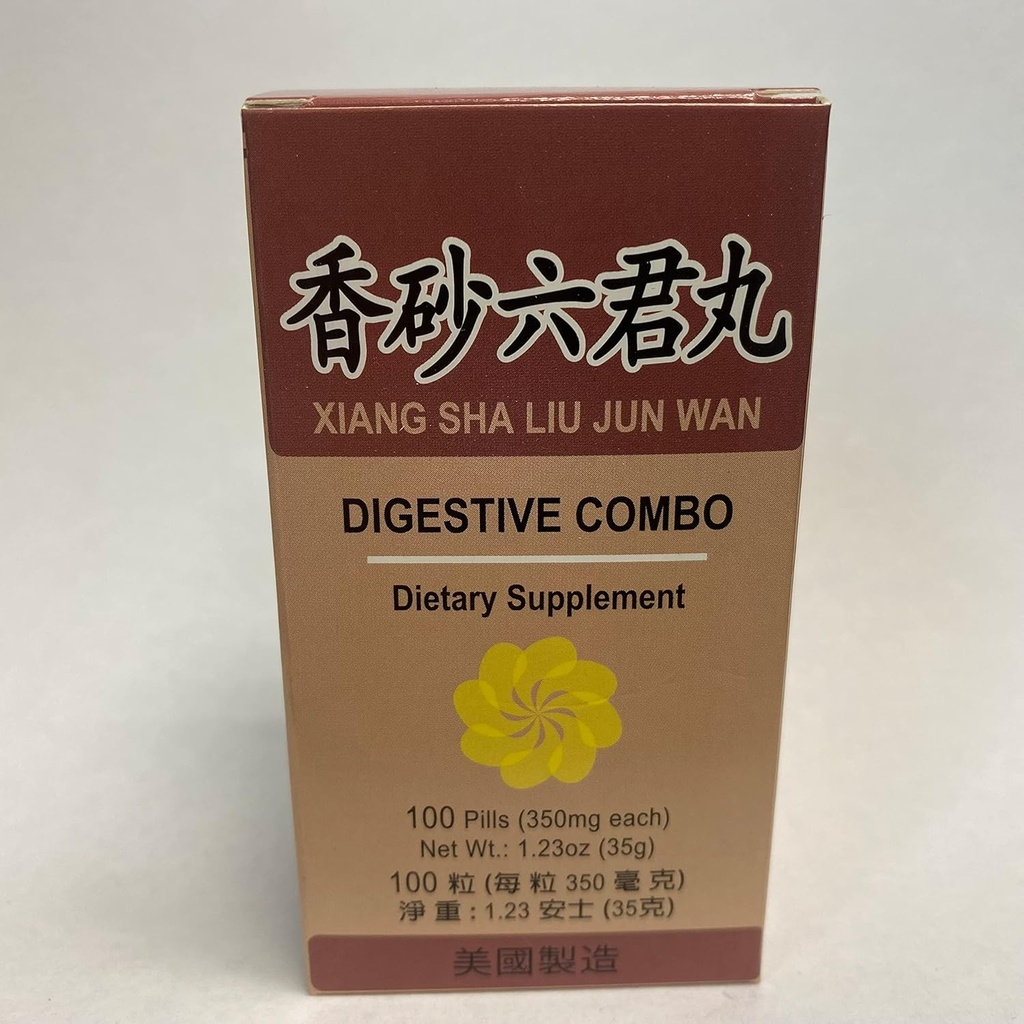 香砂六君丸
XIANG SHA LIU JUN WAN
DIGESTIVE COMBO
Dietary Supplement
100 Pills (350mg each)
Net Wt.: 1.23oz (35g)
100 粒 (每 粒 350 毫 克)
淨 重 : 1.23 安士 (35克)
美國製造